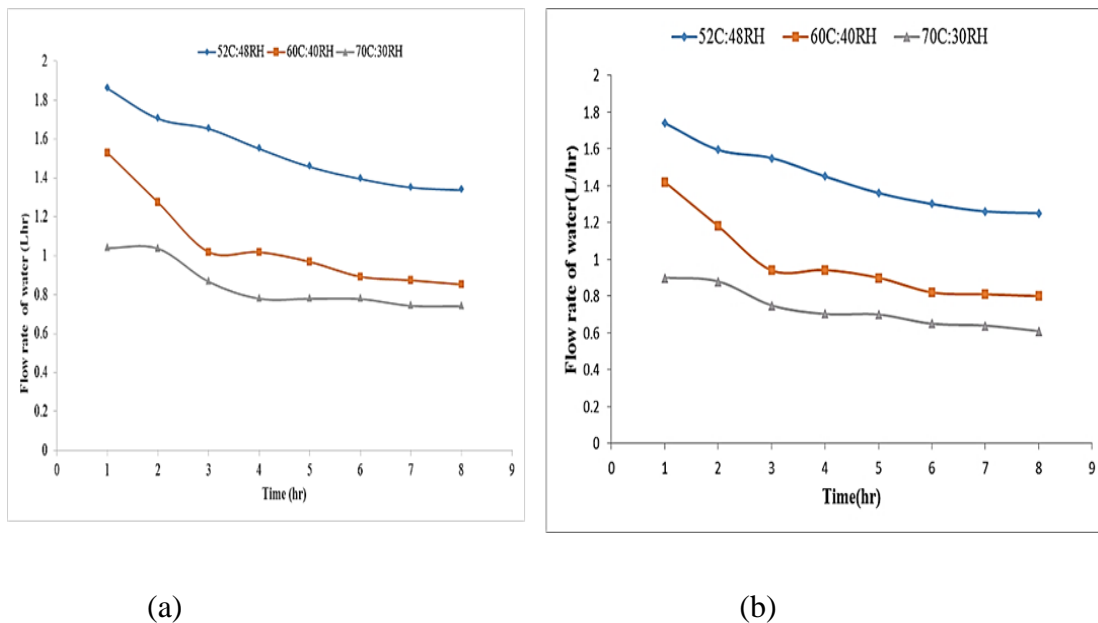 52C:48RH 60C:40RH 70C:30RH
2
1.8
1.6
1.4
1.2
1
0.8
0.6
0.4
0.2
0
Flow rate of water (L/hr)
0 1 2 3 4 5 6 7 8 9
Time (hr)
(a)
52C:48RH 60C:40RH 70C:30RH
2
1.8
1.6
1.4
1.2
1
0.8
0.6
0.4
0.2
0
Flow rate of water(L/hr)
0 1 2 3 4 5 6 7 8 9
Time(hr)
(b)